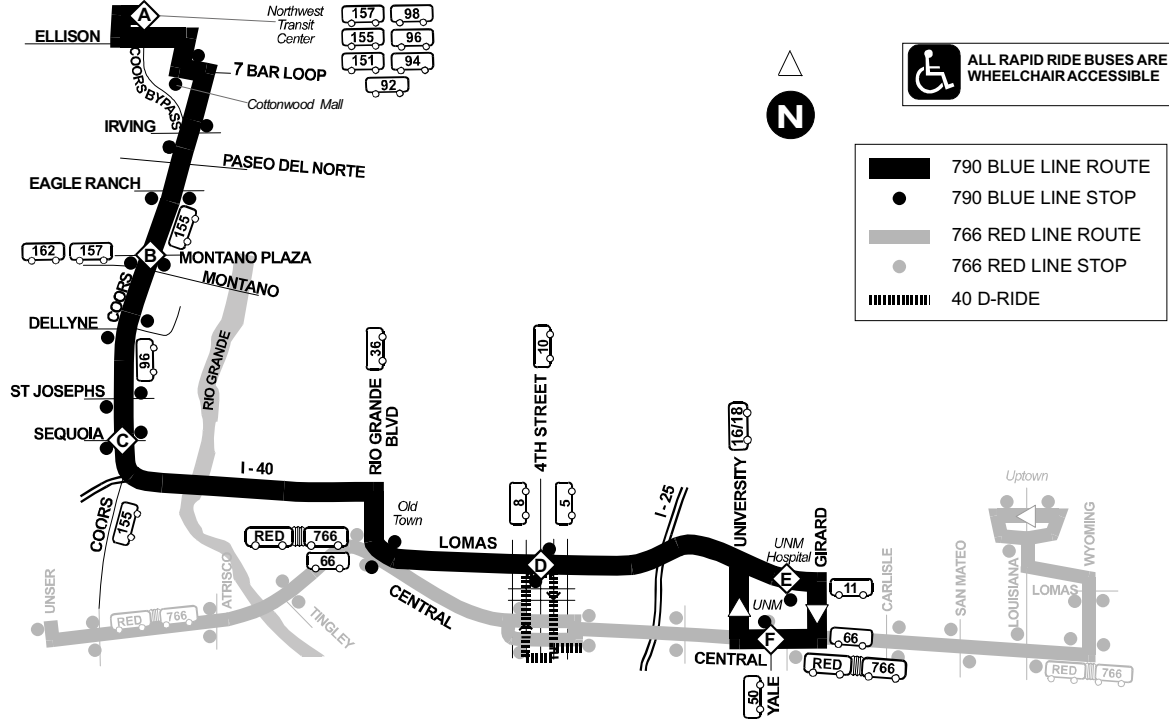 A
Northwest
Transit
Center
157
98
155
96
151
94
92
ELLISON
COORS BYPASS
7 BAR LOOP
Cottonwood Mall
IRVING
PASEO DEL NORTE
EAGLE RANCH
155
162
157
B
MONTANO PLAZA
MONTANO
COORS
DELLYNE
96
RIO GRANDE
ST JOSEPHS
SEQUOIA
C
I - 40
COORS
155
N
ALL RAPID RIDE BUSES ARE
WHEELCHAIR ACCESSIBLE
790 BLUE LINE ROUTE
790 BLUE LINE STOP
766 RED LINE ROUTE
766 RED LINE STOP
40 D-RIDE
36
RIO GRANDE
BLVD
10
4TH STREET
16/18
UNIVERSITY
Old
Town
RED
766
66
LOMAS
8
5
I - 25
D
UNM
Hospital
E
GIRARD
11
UNM
F
66
CENTRAL
CENTRAL
RED
766
50
YALE
UNSER
RED
766
ATRISCO
TINGLEY
CARLISLE
SAN MATEO
LOUISIANA
Uptown
LOMAS
WYOMING
RED
766